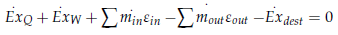 Ėx_Q + Ėx_W + ∑ ṁ_in ε_in − ∑ ṁ_out ε_out − Ėx_dest = 0